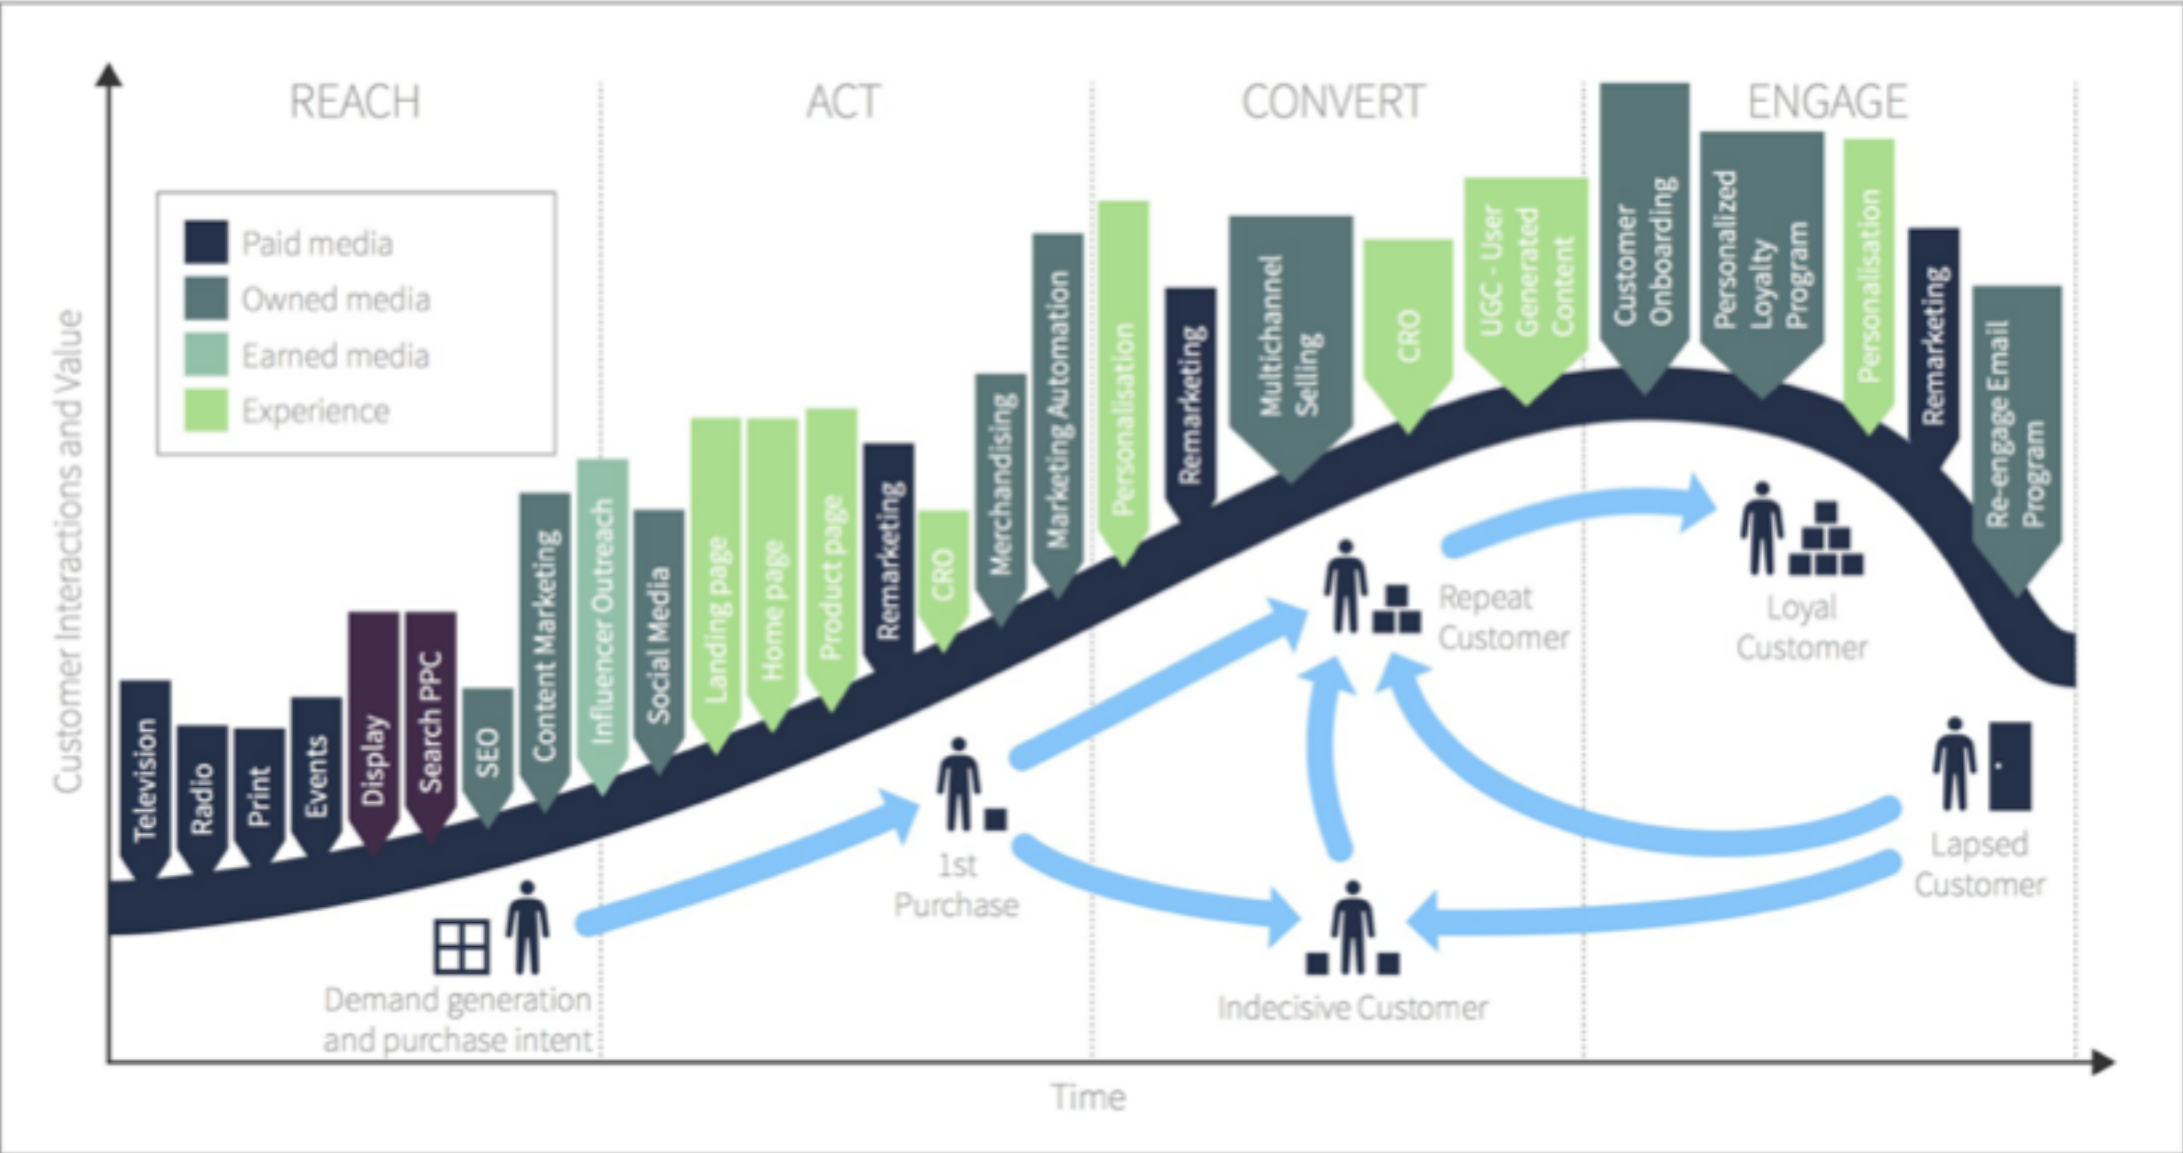 REACH
ACT
CONVERT
ENGAGE
Paid media
Owned media
Earned media
Experience
Customer Interactions and Value
Television
Radio
Print
Events
Display
Search PPC
SEO
Content Marketing
Influencer Outreach
Social Media
Landing page
Home page
Product page
Remarketing
CRO
Merchandising
Marketing Automation
Personalisation
Remarketing
Multichannel
Selling
CRO
UGC - User
Generated
Content
Customer
Onboarding
Personalized
Loyalty
Program
Personalisation
Remarketing
Re-engage Email
Program
Demand generation
and purchase intent
1st
Purchase
Repeat
Customer
Indecisive Customer
Loyal
Customer
Lapsed
Customer
Time